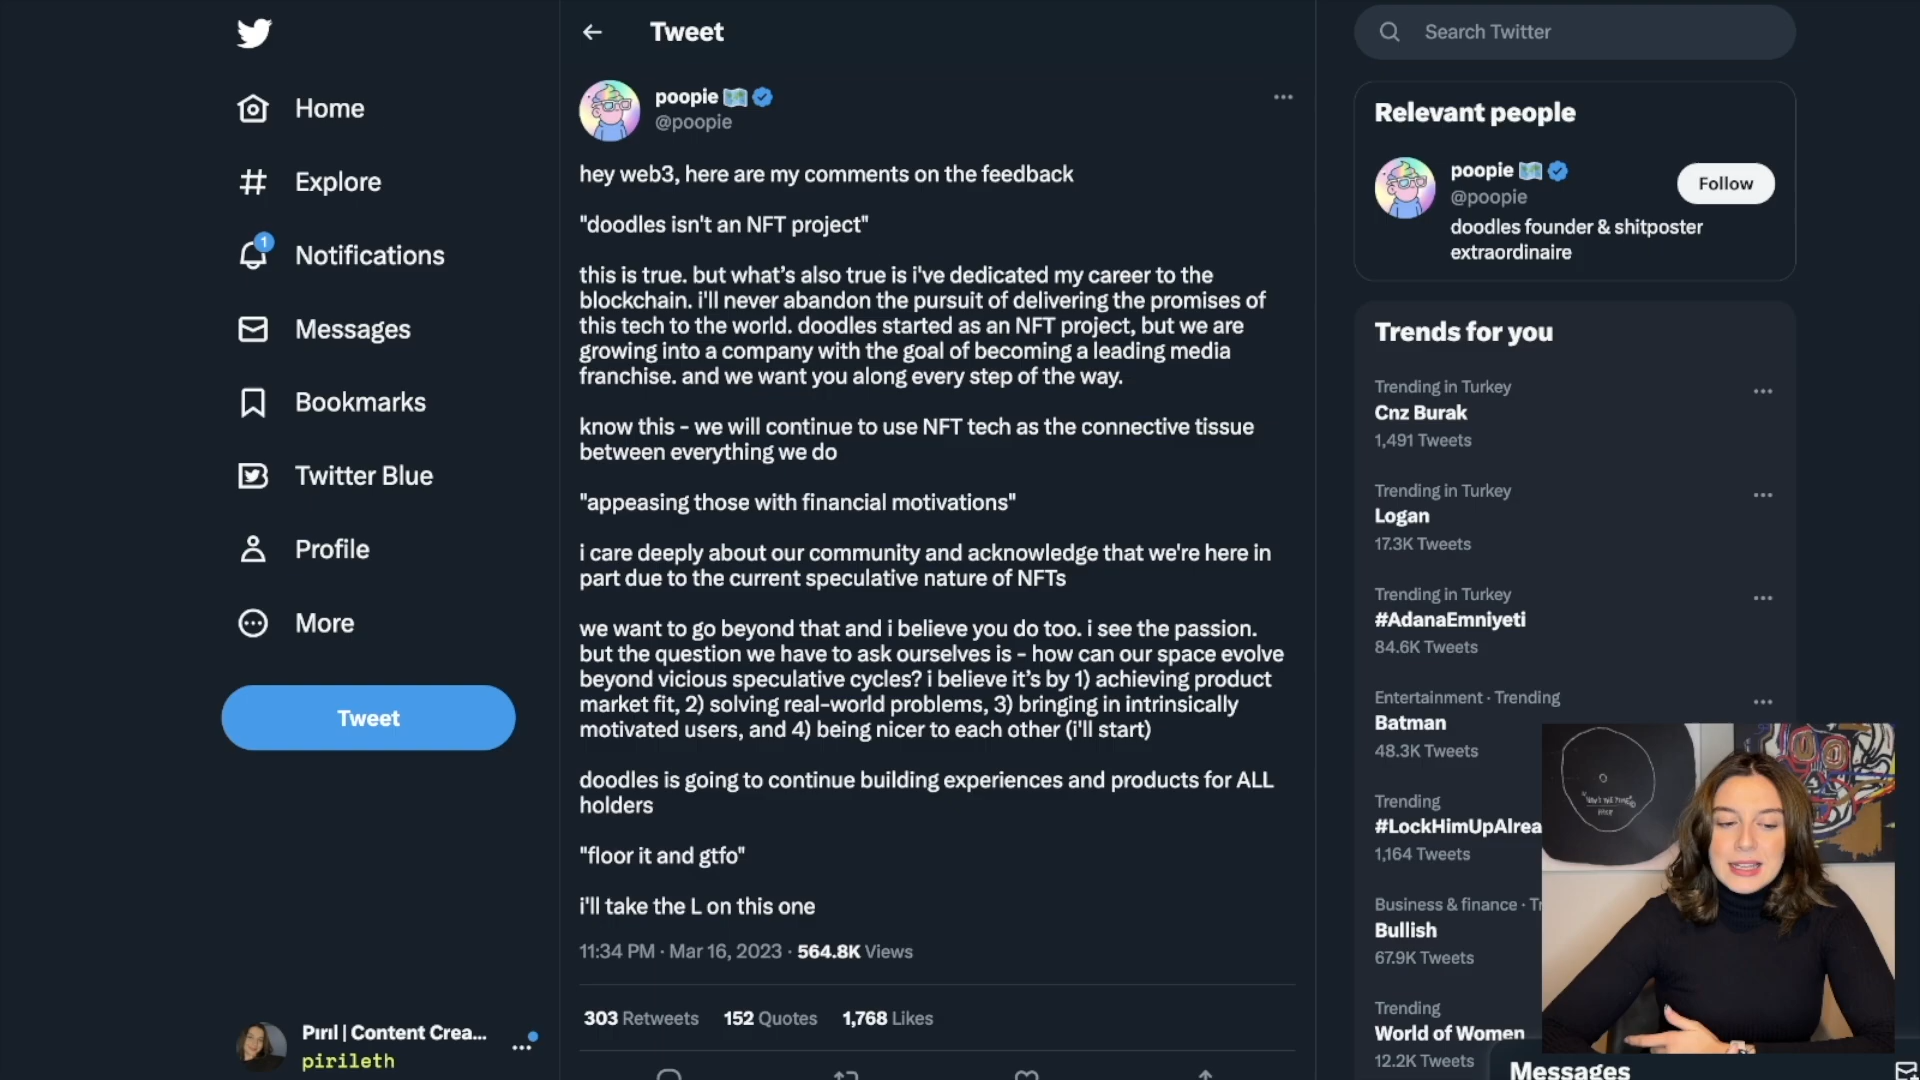 Home
Explore
1
Notifications
Messages
Bookmarks
Twitter Blue
Profile
More
Tweet
Pırıl | Content Crea...
pirileth
Tweet
poopie
@poopie
hey web3, here are my comments on the feedback
"doodles isn't an NFT project"
this is true. but what’s also true is i've dedicated my career to the
blockchain. i'll never abandon the pursuit of delivering the promises of
this tech to the world. doodles started as an NFT project, but we are
growing into a company with the goal of becoming a leading media
franchise. and we want you along every step of the way.
know this - we will continue to use NFT tech as the connective tissue
between everything we do
"appeasing those with financial motivations"
i care deeply about our community and acknowledge that we're here in
part due to the current speculative nature of NFTs
we want to go beyond that and i believe you do too. i see the passion.
but the question we have to ask ourselves is - how can our space evolve
beyond vicious speculative cycles? i believe it’s by 1) achieving product
market fit, 2) solving real-world problems, 3) bringing in intrinsically
motivated users, and 4) being nicer to each other (i'll start)
doodles is going to continue building experiences and products for ALL
holders
"floor it and gtfo"
i'll take the L on this one
11:34 PM · Mar 16, 2023 · 564.8K Views
303 Retweets 152 Quotes 1,768 Likes
Search Twitter
Relevant people
poopie
@poopie
Follow
doodles founder & shitposter
extraordinaire
Trends for you
Trending in Turkey
Cnz Burak
1,491 Tweets
Trending in Turkey
Logan
17.3K Tweets
Trending in Turkey
#AdanaEmniyeti
84.6K Tweets
Entertainment · Trending
Batman
48.3K Tweets
Trending
#LockHimUpAlrea
1,164 Tweets
Business & finance · Tr
Bullish
67.9K Tweets
Trending
World of Women
12.2K Tweets
Messages